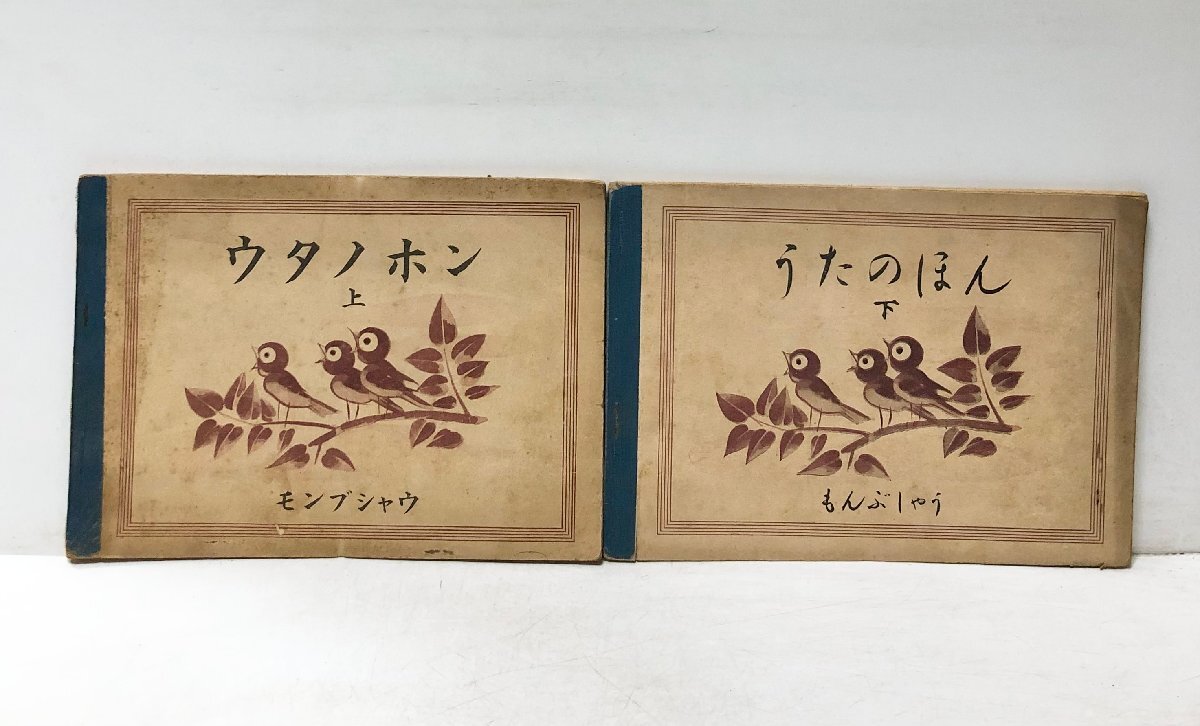 ウタノホン
上
モンブシャウ
うたのほん
下
もんぶしやう